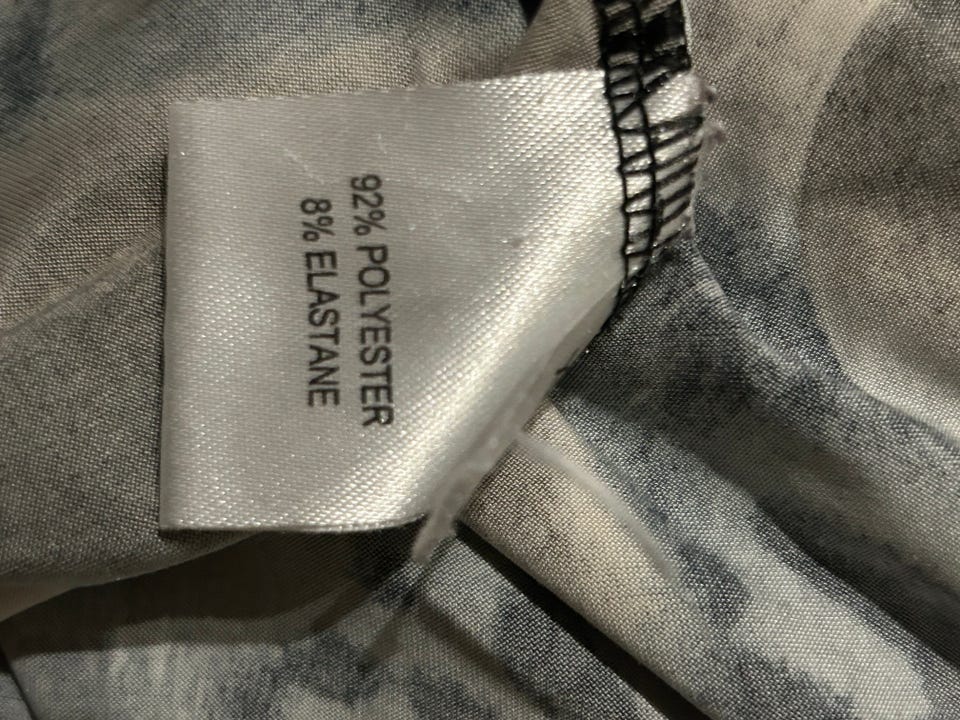 92% POLYESTER
8% ELASTANE